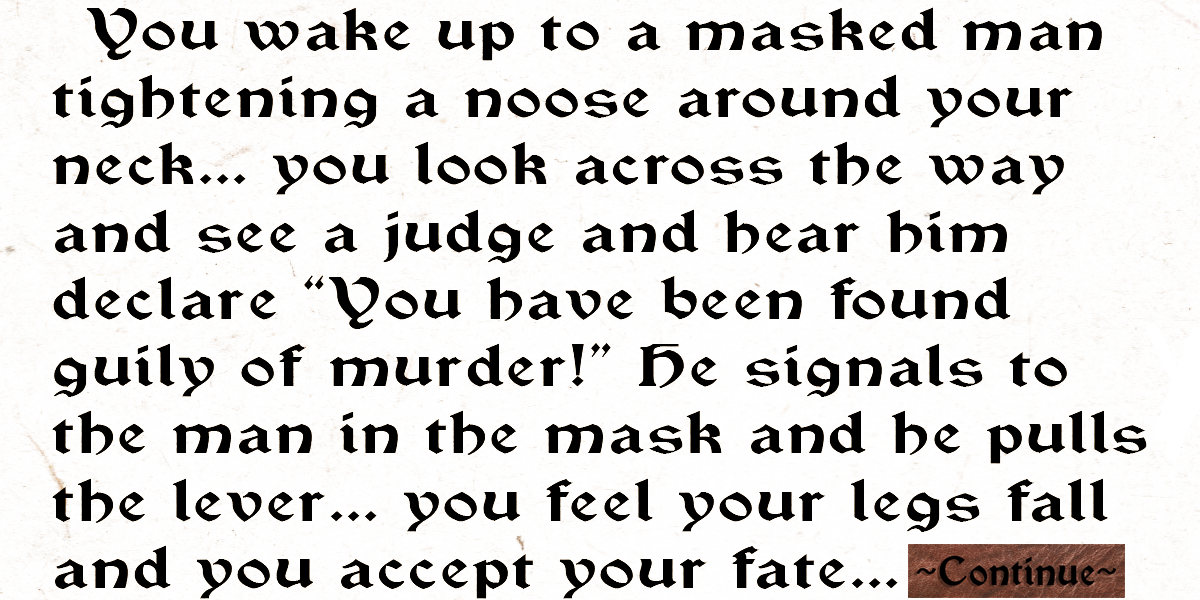 You wake up to a masked man
tightening a noose around your
neck... you look across the way
and see a judge and hear him
declare “You have been found
guily of murder!” He signals to
the man in the mask and he pulls
the lever... you feel your legs fall
and you accept your fate... ~Continue~